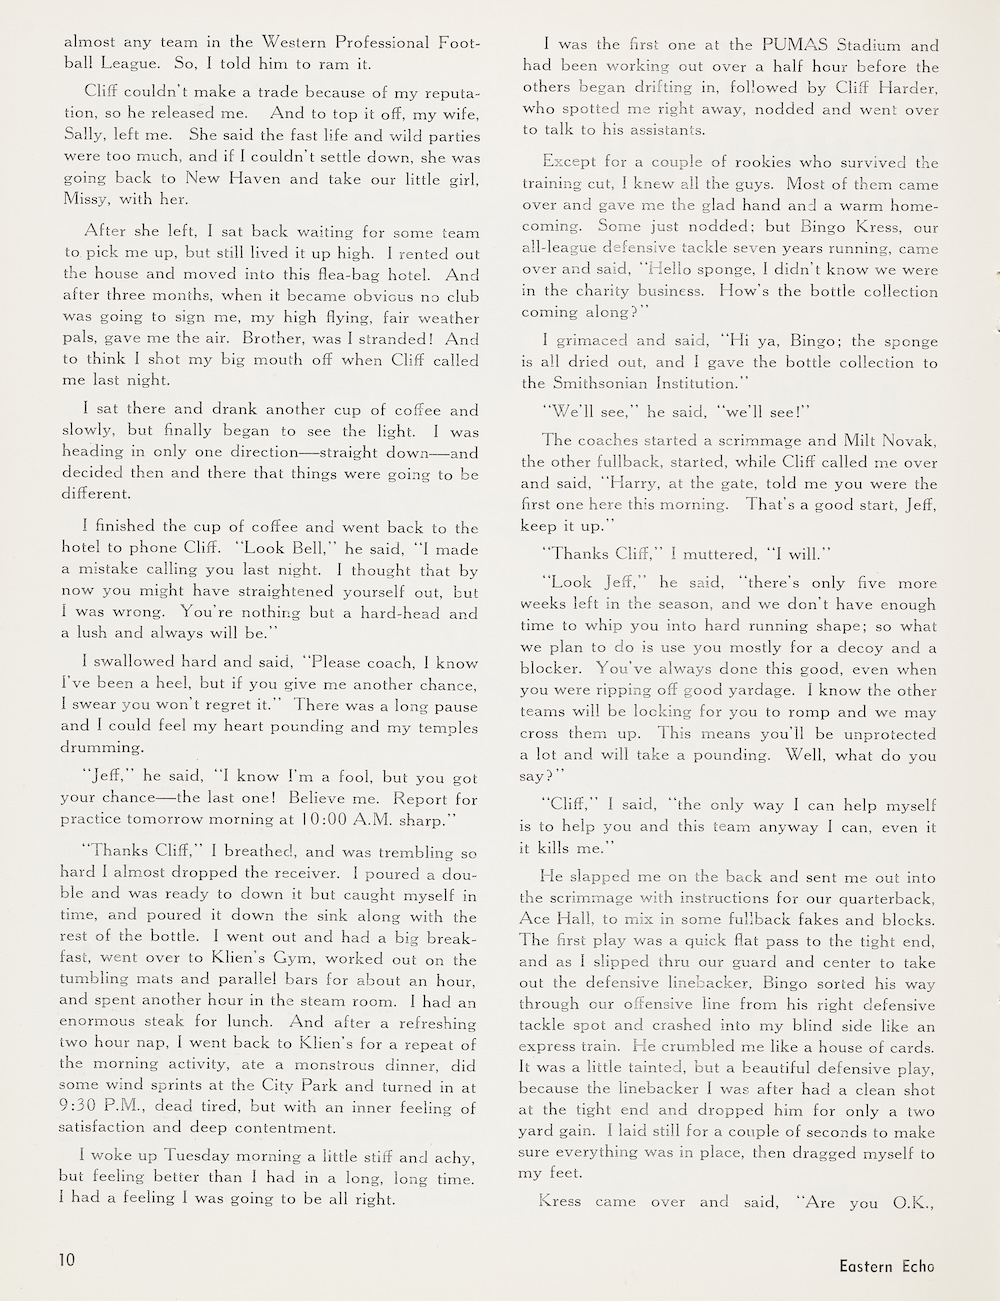 almost any team in the Western Professional Foot-
ball League. So, I told him to ram it.
Cliff couldn't make a trade because of my reputa-
tion, so he released me. And to top it off, my wife,
Sally, left me. She said the fast life and wild parties
were too much, and if I couldn't settle down, she was
going back to New Haven and take our little girl,
Missy, with her.
After she left, I sat back waiting for some team
to pick me up, but still lived it up high. I rented out
the house and moved into this flea-bag hotel. And
after three months, when it became obvious no club
was going to sign me, my high flying, fair weather
pals, gave me the air. Brother, was I stranded! And
to think I shot my big mouth off when Cliff called
me last night.
I sat there and drank another cup of coffee and
slowly, but finally began to see the light. I was
heading in only one direction—straight down—and
decided then and there that things were going to be
different.
I finished the cup of coffee and went back to the
hotel to phone Cliff. "Look Bell," he said, "I made
a mistake calling you last night. I thought that by
now you might have straightened yourself out, but
I was wrong. You're nothing but a hard-head and
a lush and always will be."
I swallowed hard and said, "Please coach, I know
I've been a heel, but if you give me another chance,
I swear you won't regret it." There was a long pause
and I could feel my heart pounding and my temples
drumming.
"Jeff," he said, "I know I'm a fool, but you got
your chance—the last one! Believe me. Report for
practice tomorrow morning at 10:00 A.M. sharp."
"Thanks Cliff," I breathed, and was trembling so
hard I almost dropped the receiver. I poured a dou-
ble and was ready to down it but caught myself in
time, and poured it down the sink along with the
rest of the bottle. I went out and had a big break-
fast, went over to Klien's Gym, worked out on the
tumbling mats and parallel bars for about an hour,
and spent another hour in the steam room. I had an
enormous steak for lunch. And after a refreshing
two hour nap, I went back to Klien's for a repeat of
the morning activity, ate a monstrous dinner, did
some wind sprints at the City Park and turned in at
9:30 P.M., dead tired, but with an inner feeling of
satisfaction and deep contentment.
I woke up Tuesday morning a little stiff and achy,
but feeling better than I had in a long, long time.
I had a feeling I was going to be all right.
I was the first one at the PUMAS Stadium and
had been working out over a half hour before the
others began drifting in, followed by Cliff Harder,
who spotted me right away, nodded and went over
to talk to his assistants.
Except for a couple of rookies who survived the
training cut, I knew all the guys. Most of them came
over and gave me the glad hand and a warm home-
coming. Some just nodded; but Bingo Kress, our
all-league defensive tackle seven years running, came
over and said, "Hello sponge, I didn't know we were
in the charity business. How's the bottle collection
coming along?"
I grimaced and said, "Hi ya, Bingo; the sponge
is all dried out, and I gave the bottle collection to
the Smithsonian Institution."
"We'll see," he said, "we'll see!"
The coaches started a scrimmage and Milt Novak,
the other fullback, started, while Cliff called me over
and said, "Harry, at the gate, told me you were the
first one here this morning. That's a good start, Jeff,
keep it up."
"Thanks Cliff," I muttered, "I will."
"Look Jeff," he said, "there's only five more
weeks left in the season, and we don't have enough
time to whip you into hard running shape; so what
we plan to do is use you mostly for a decoy and a
blocker. You've always done this good, even when
you were ripping off good yardage. I know the other
teams will be looking for you to romp and we may
cross them up. This means you'll be unprotected
a lot and will take a pounding. Well, what do you
say?"
"Cliff," I said, "the only way I can help myself
is to help you and this team anyway I can, even it
it kills me."
He slapped me on the back and sent me out into
the scrimmage with instructions for our quarterback,
Ace Hall, to mix in some fullback fakes and blocks.
The first play was a quick flat pass to the tight end,
and as I slipped thru our guard and center to take
out the defensive linebacker, Bingo sorted his way
through our offensive line from his right defensive
tackle spot and crashed into my blind side like an
express train. He crumbled me like a house of cards.
It was a little tainted, but a beautiful defensive play,
because the linebacker I was after had a clean shot
at the tight end and dropped him for only a two
yard gain. I laid still for a couple of seconds to make
sure everything was in place, then dragged myself to
my feet.
Kress came over and said, "Are you O.K.,
10
Eastern Echo